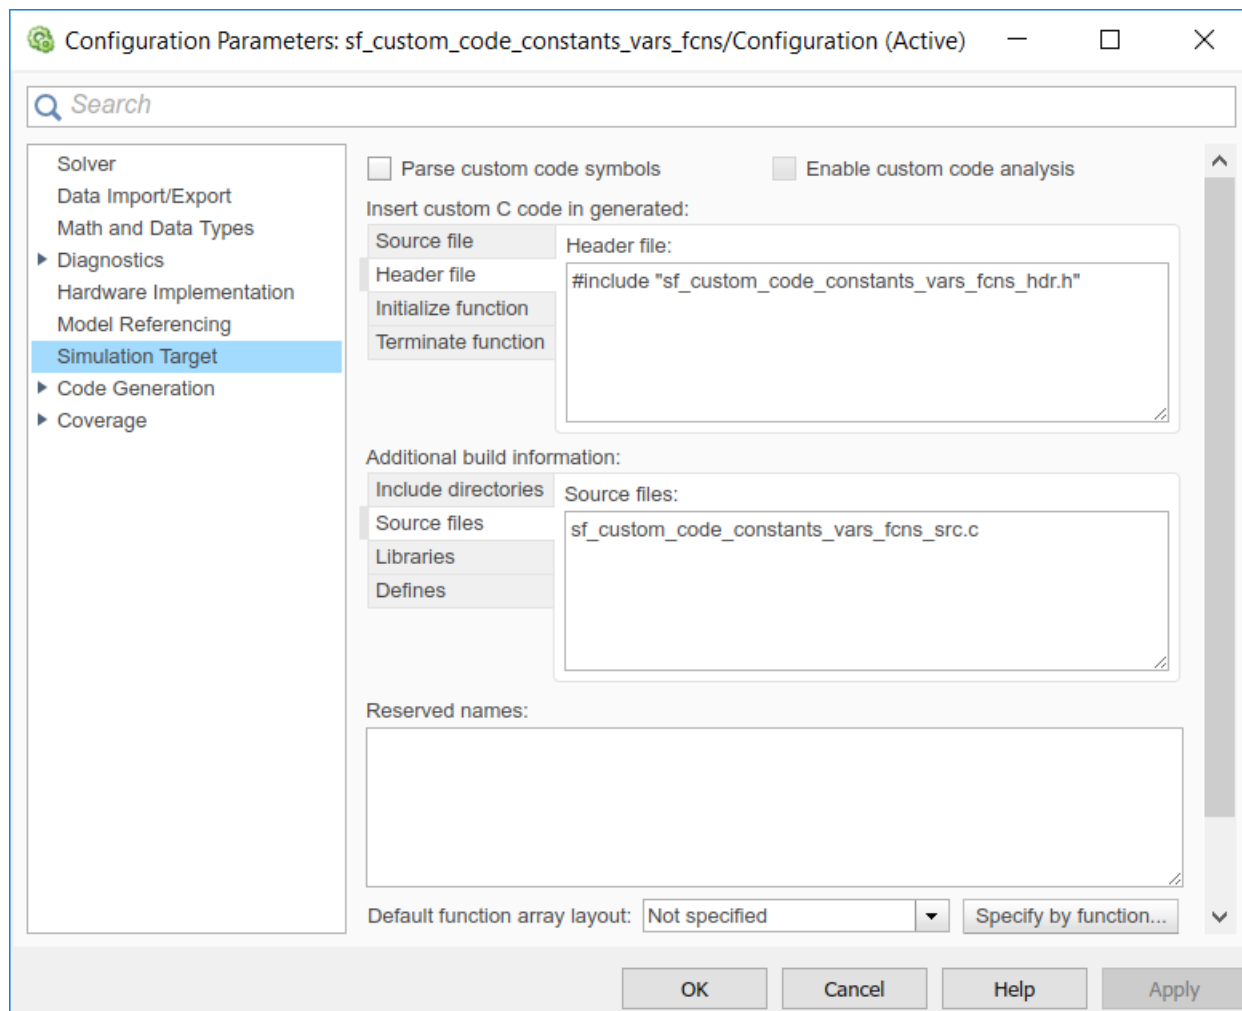 Configuration Parameters: sf_custom_code_constants_vars_fcns/Configuration (Active)
Search
Solver
Data Import/Export
Math and Data Types
Diagnostics
Hardware Implementation
Model Referencing
Simulation Target
Code Generation
Coverage
Parse custom code symbols
Enable custom code analysis
Insert custom C code in generated:
Source file
Header file
Initialize function
Terminate function
Header file:
#include "sf_custom_code_constants_vars_fcns_hdr.h"
Additional build information:
Include directories
Source files
Libraries
Defines
Source files:
sf_custom_code_constants_vars_fcns_src.c
Reserved names:
Default function array layout: Not specified Specify by function...
OK Cancel Help Apply